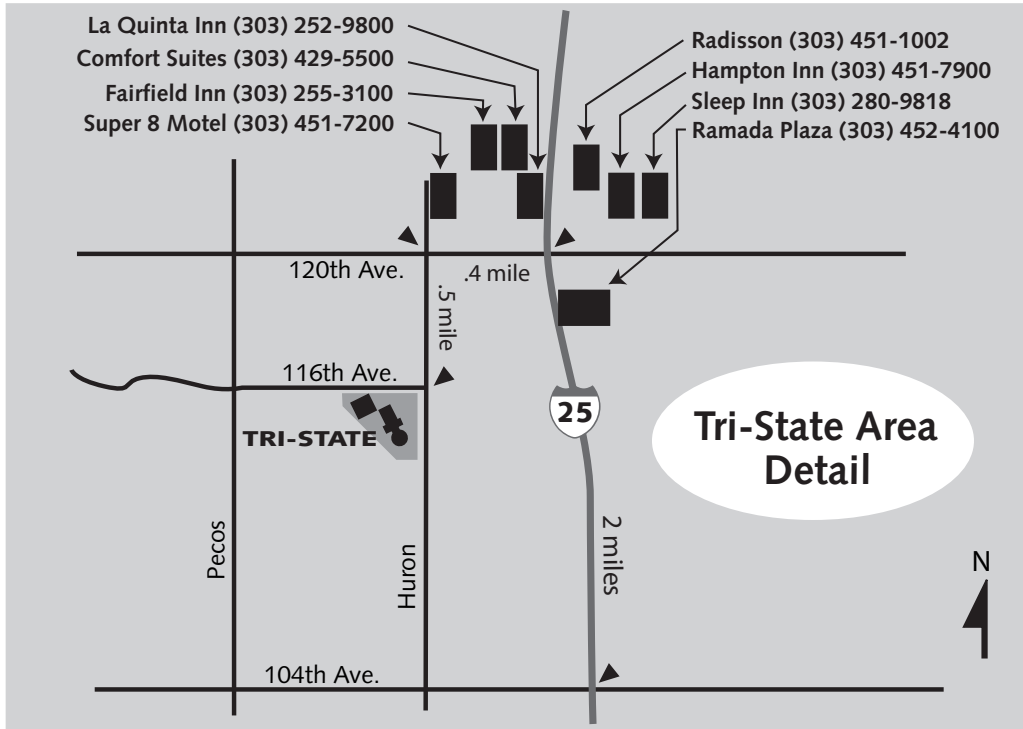 La Quinta Inn (303) 252-9800
Comfort Suites (303) 429-5500
Fairfield Inn (303) 255-3100
Super 8 Motel (303) 451-7200
Radisson (303) 451-1002
Hampton Inn (303) 451-7900
Sleep Inn (303) 280-9818
Ramada Plaza (303) 452-4100
120th Ave.
.4 mile
.5 mile
116th Ave.
TRI-STATE
25
Tri-State Area
Detail
Pecos
Huron
2 miles
N
104th Ave.